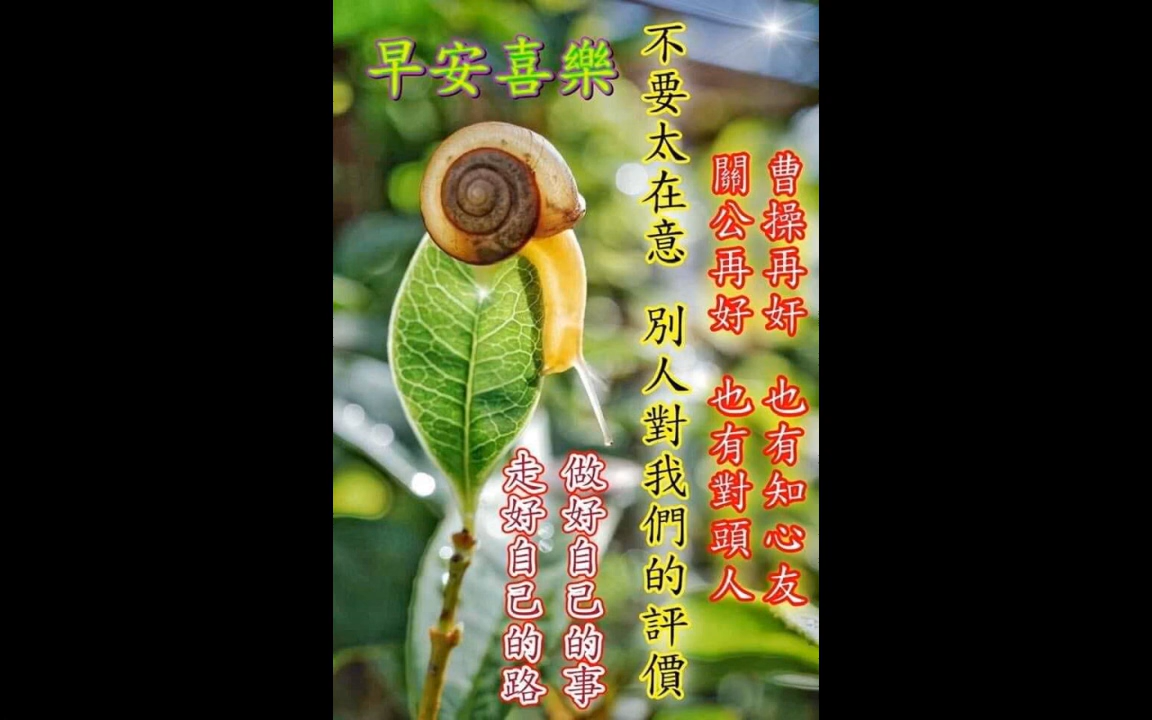 早安喜樂
曹操再奸 也有知心友
關公再好 也有對頭人
不要太在意 別人對我們的評價
做好自己的事
走好自己的路